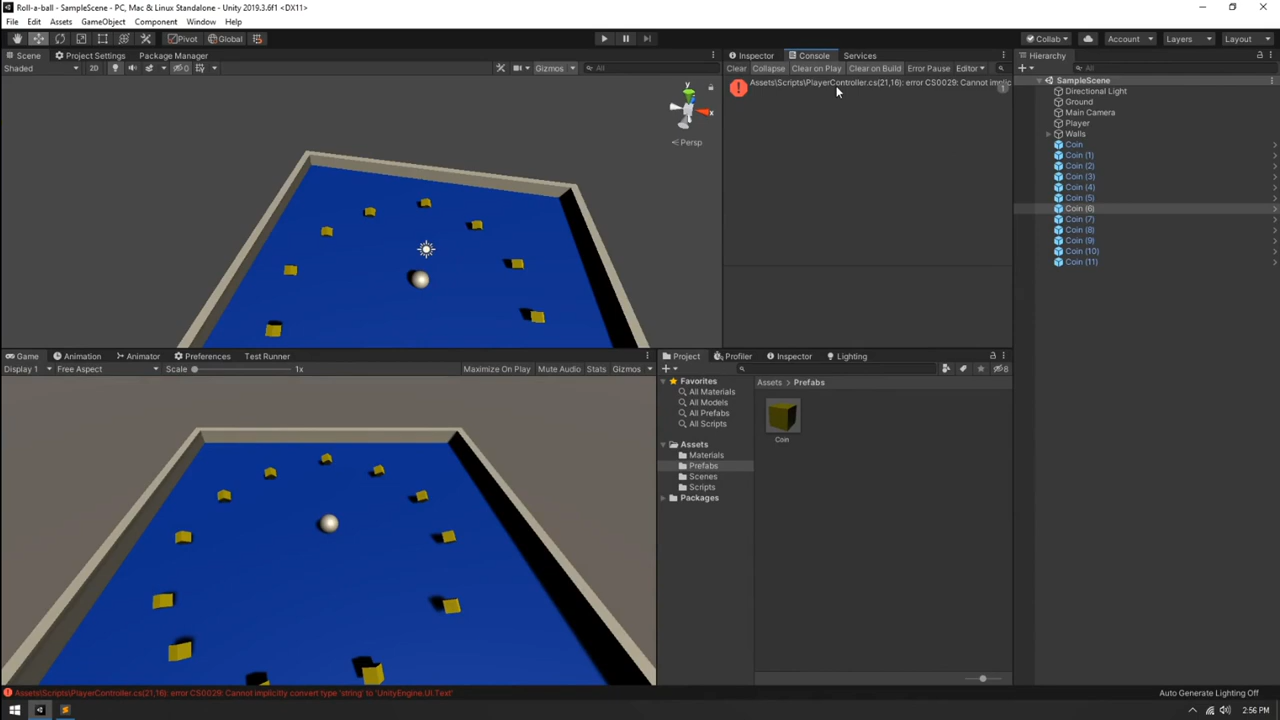 Roll-a-ball - SampleScene - PC, Mac & Linux Standalone - Unity 2019.3.6f1 <DX11>
File Edit Assets GameObject Component Window Help
Pivot Global Collab Account Layers Layout
Scene Project Settings Package Manager
Shaded 2D 0 Gizmos All
y
x
Persp
Inspector Console Services
Clear Collapse Clear on Play Clear on Build Error Pause Editor
Assets\Scripts\PlayerController.cs(21,16): error CS0029: Cannot implic
1
Hierarchy
All
SampleScene
Directional Light
Ground
Main Camera
Player
Walls
Coin
Coin (1)
Coin (2)
Coin (3)
Coin (4)
Coin (5)
Coin (6)
Coin (7)
Coin (8)
Coin (9)
Coin (10)
Coin (11)
Game Animation Animator Preferences Test Runner
Display 1 Free Aspect Scale 1x Maximize On Play Mute Audio Stats Gizmos
Project Profiler Inspector Lighting
8
Favorites
All Materials
All Models
All Prefabs
All Scripts
Assets
Materials
Prefabs
Scenes
Scripts
Packages
Assets > Prefabs
Coin
Assets\Scripts\PlayerController.cs(21,16): error CS0029: Cannot implicitly convert type 'string' to 'UnityEngine.UI.Text'
Auto Generate Lighting Off
2:56 PM